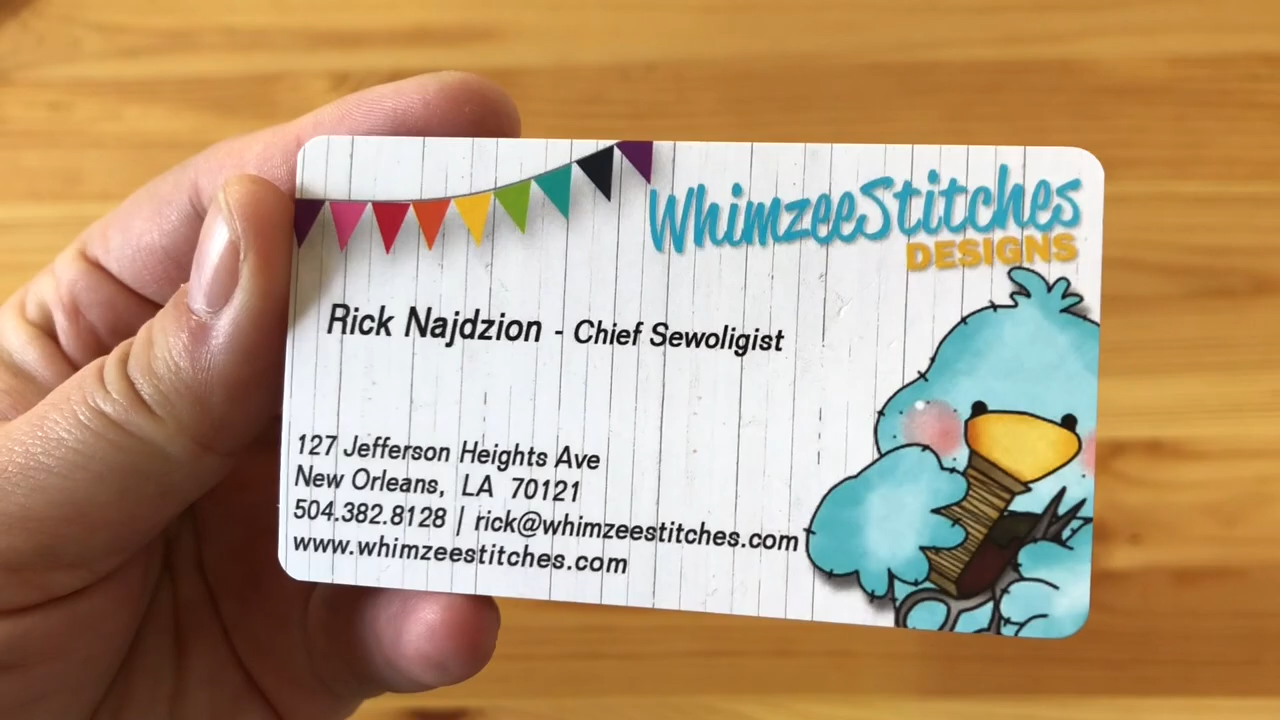 WhimzeeStitches
DESIGNS
Rick Najdzion - Chief Sewoligist
127 Jefferson Heights Ave
New Orleans, LA 70121
504.382.8128 | rick@whimzeestitches.com
www.whimzeestitches.com